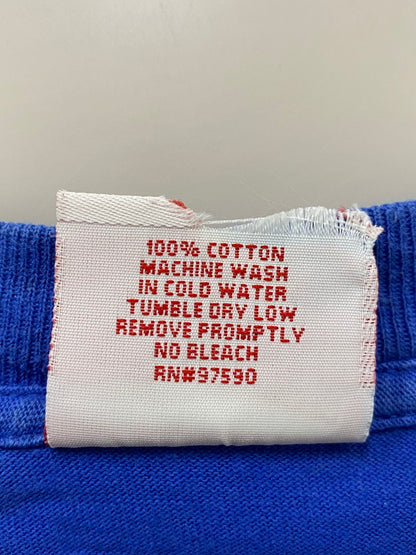 100% COTTON
MACHINE WASH
IN COLD WATER
TUMBLE DRY LOW
REMOVE PROMPTLY
NO BLEACH
RN#97590